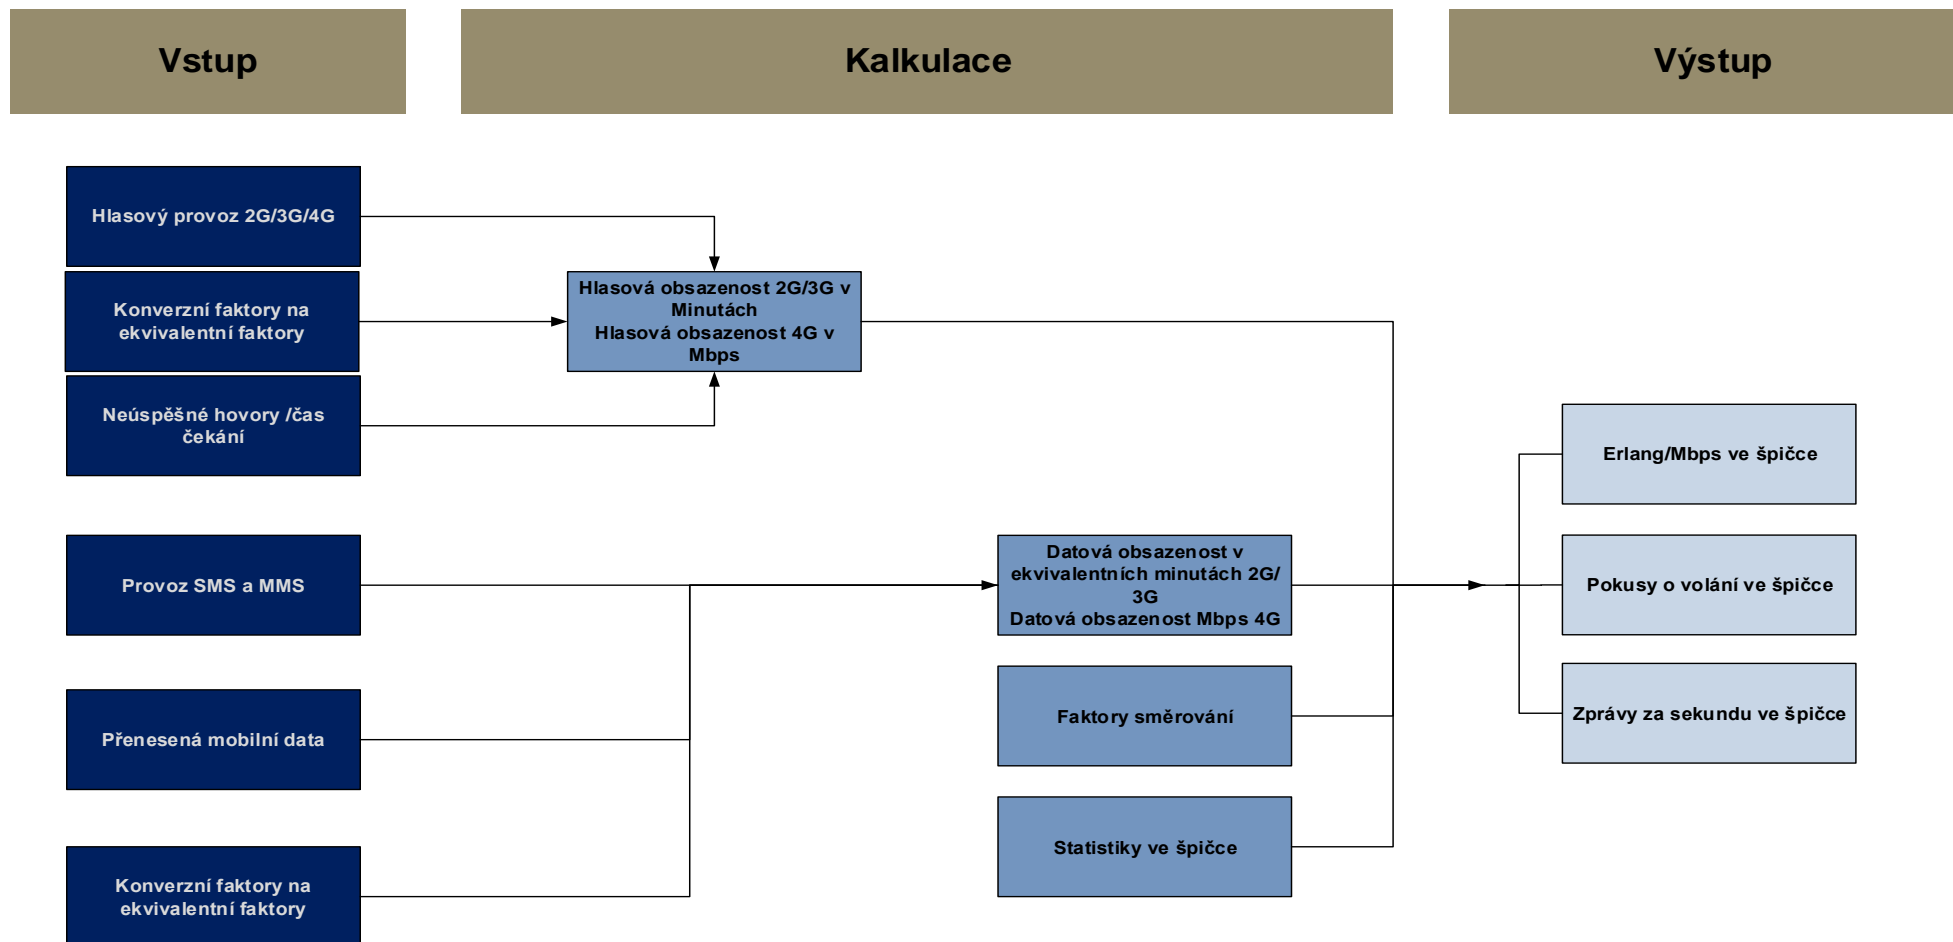 Vstup
Kalkulace
Výstup
Hlasový provoz 2G/3G/4G
Konverzní faktory na
ekvivalentní faktory
Neúspěšné hovory /čas
čekání
Provoz SMS a MMS
Přenesená mobilní data
Konverzní faktory na
ekvivalentní faktory
Hlasová obsazenost 2G/3G v
Minutách
Hlasová obsazenost 4G v
Mbps
Datová obsazenost v
ekvivalentních minutách 2G/
3G
Datová obsazenost Mbps 4G
Faktory směrování
Statistiky ve špičce
Erlang/Mbps ve špičce
Pokusy o volání ve špičce
Zprávy za sekundu ve špičce